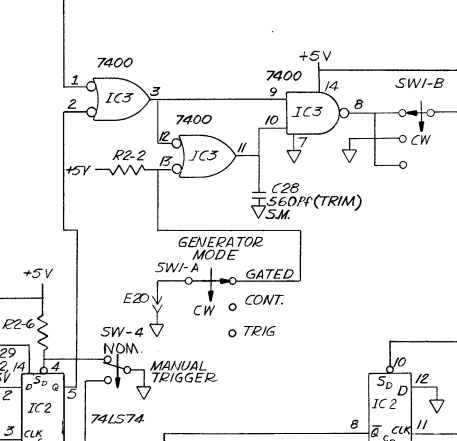 +5V
7400
7400
14
SW1-B
1
3
9
8
2
IC3
IC3
7400
10
12
11
7
CW
R2-2
13
IC3
+5V
C28
560Pf (TRIM)
S.M.
GENERATOR
MODE
SW1-A
GATED
+5V
E20
CONT.
CW
R2-6
SW-4
TRIG
NOM.
29
2, 14
4
10
MANUAL
TRIGGER
5V
D SD Q
SD D
12
2
IC2
5
IC2
74LS74
8
Q̅
CLK
11
3
CLK